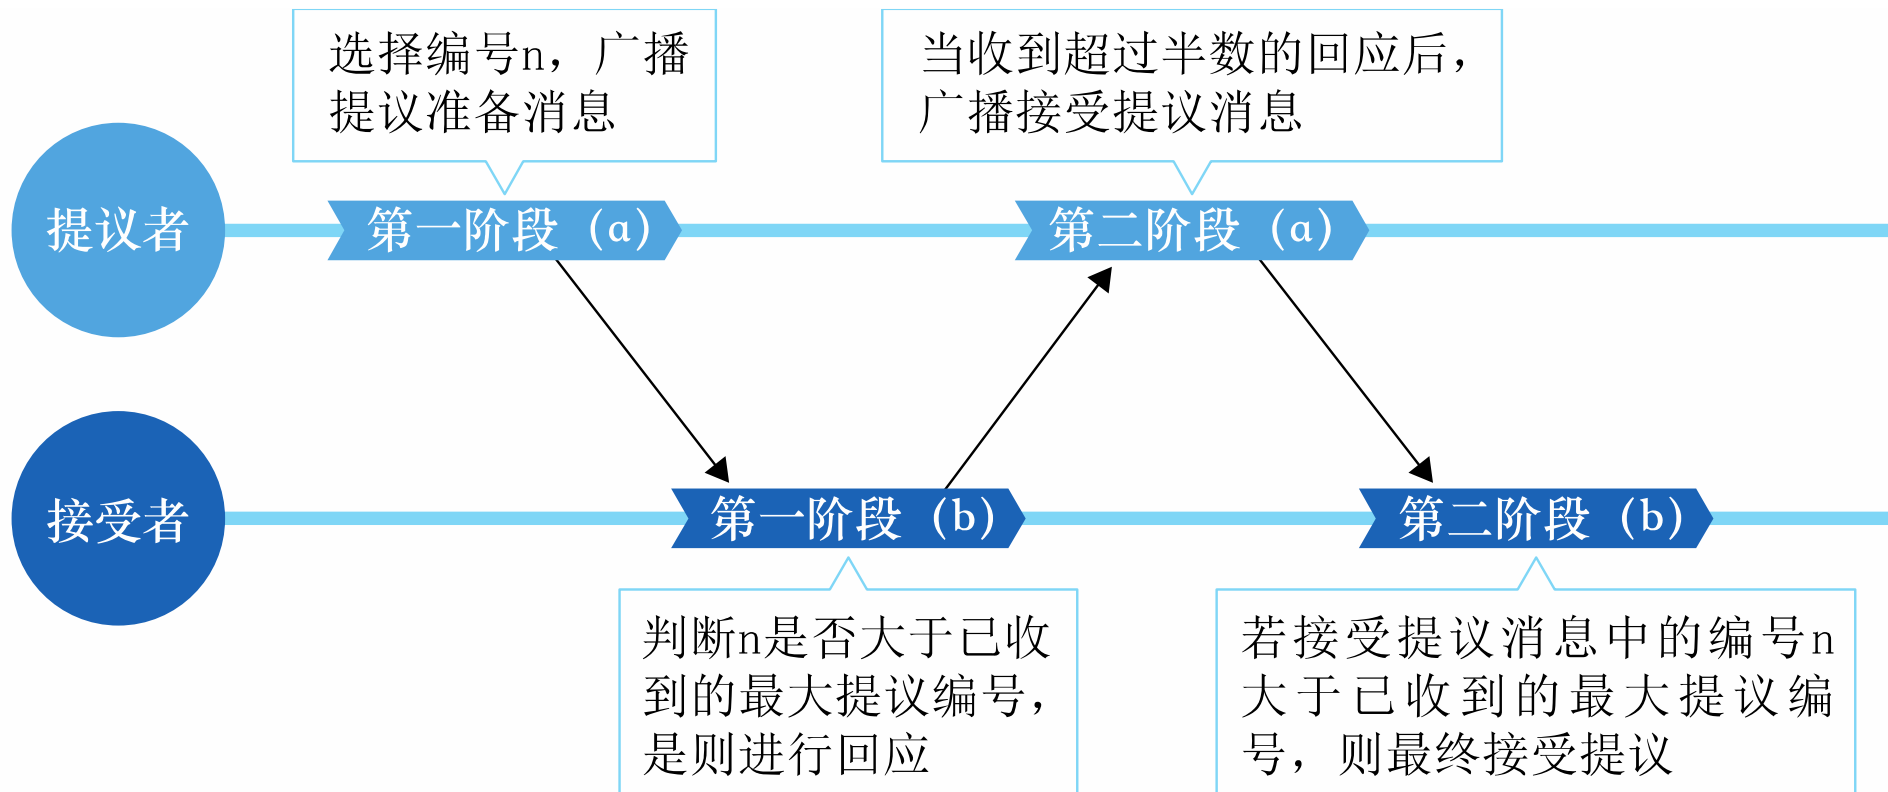 选择编号n，广播
提议准备消息
当收到超过半数的回应后，
广播接受提议消息
提议者
第一阶段（a）
第二阶段（a）
接受者
第一阶段（b）
第二阶段（b）
判断n是否大于已收
到的最大提议编号，
是则进行回应
若接受提议消息中的编号n
大于已收到的最大提议编
号，则最终接受提议